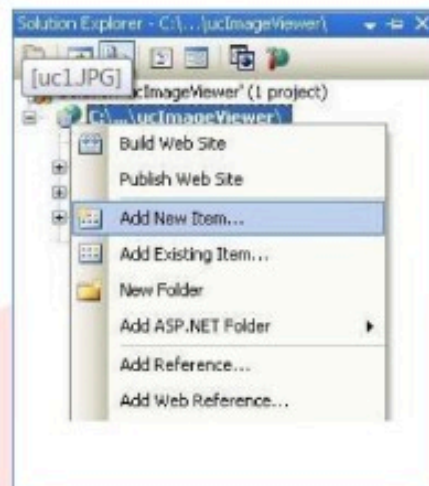 Solution Explorer - C:\...\ucImageViewer\
[uc1.JPG]
ucImageViewer' (1 project)
C:\...\ucImageViewer\
Build Web Site
Publish Web Site
Add New Item...
Add Existing Item...
New Folder
Add ASP.NET Folder
Add Reference...
Add Web Reference...